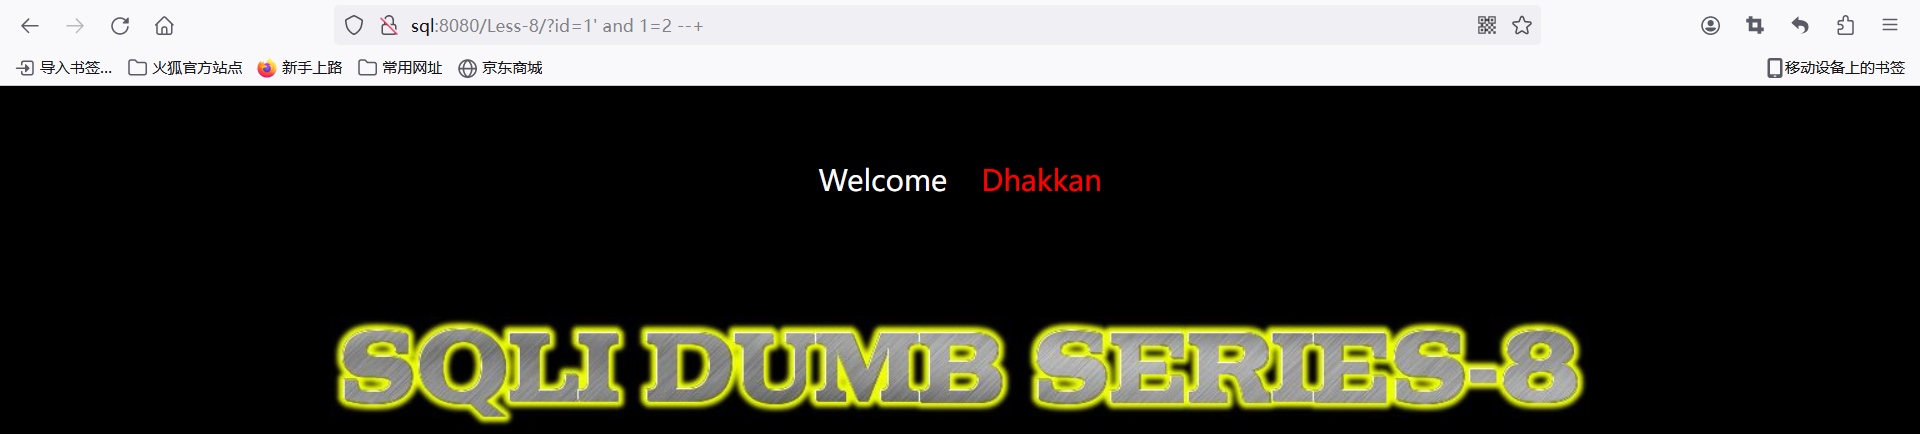 sql:8080/Less-8/?id=1' and 1=2 --+
导入书签... 火狐官方站点 新手上路 常用网址 京东商城 移动设备上的书签
Welcome Dhakkan
SQLI DUMB SERIES-8